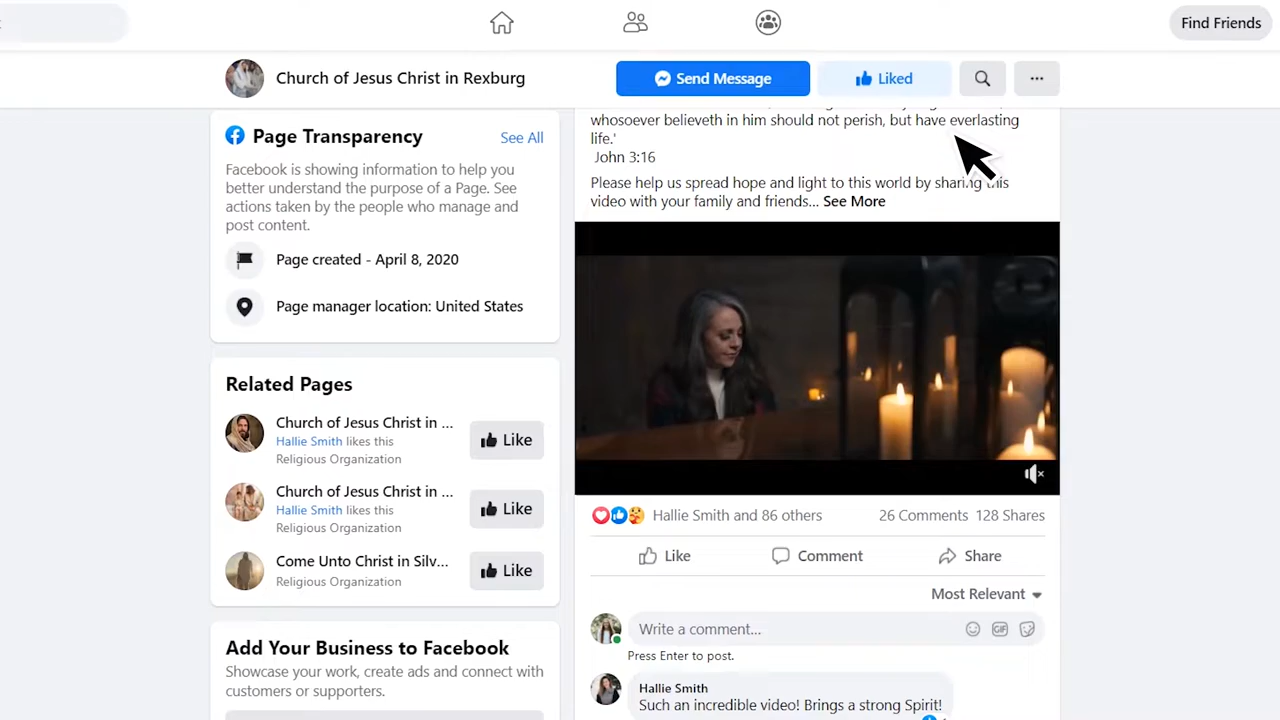 Find Friends
Church of Jesus Christ in Rexburg
Send Message
Liked
Page Transparency
See All
Facebook is showing information to help you
better understand the purpose of a Page. See
actions taken by the people who manage and
post content.
Page created - April 8, 2020
Page manager location: United States
Related Pages
Church of Jesus Christ in ...
Hallie Smith likes this
Religious Organization
Like
Church of Jesus Christ in ...
Hallie Smith likes this
Religious Organization
Like
Come Unto Christ in Silv...
Religious Organization
Like
Add Your Business to Facebook
Showcase your work, create ads and connect with
customers or supporters.
whosoever believeth in him should not perish, but have everlasting
life.'
John 3:16
Please help us spread hope and light to this world by sharing this
video with your family and friends... See More
Hallie Smith and 86 others
26 Comments 128 Shares
Like
Comment
Share
Most Relevant
Write a comment...
GIF
Press Enter to post.
Hallie Smith
Such an incredible video! Brings a strong Spirit!